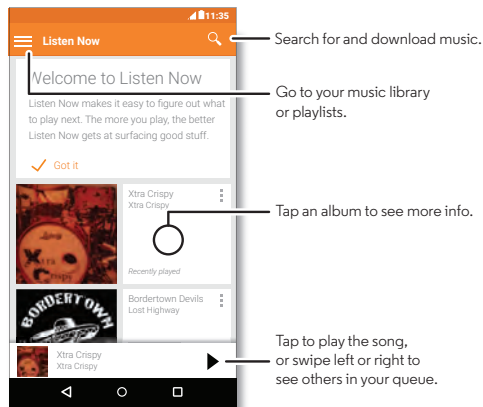 11:35
Listen Now
Search for and download music.
Welcome to Listen Now
Listen Now makes it easy to figure out what
to play next. The more you play, the better
Listen Now gets at surfacing good stuff.
Got it
Go to your music library
or playlists.
Xtra
Crispy
Xtra Crispy
Xtra Crispy
Recently played
Tap an album to see more info.
BORDERTOWN
Bordertown Devils
Lost Highway
Xtra Crispy
Xtra Crispy
Tap to play the song,
or swipe left or right to
see others in your queue.